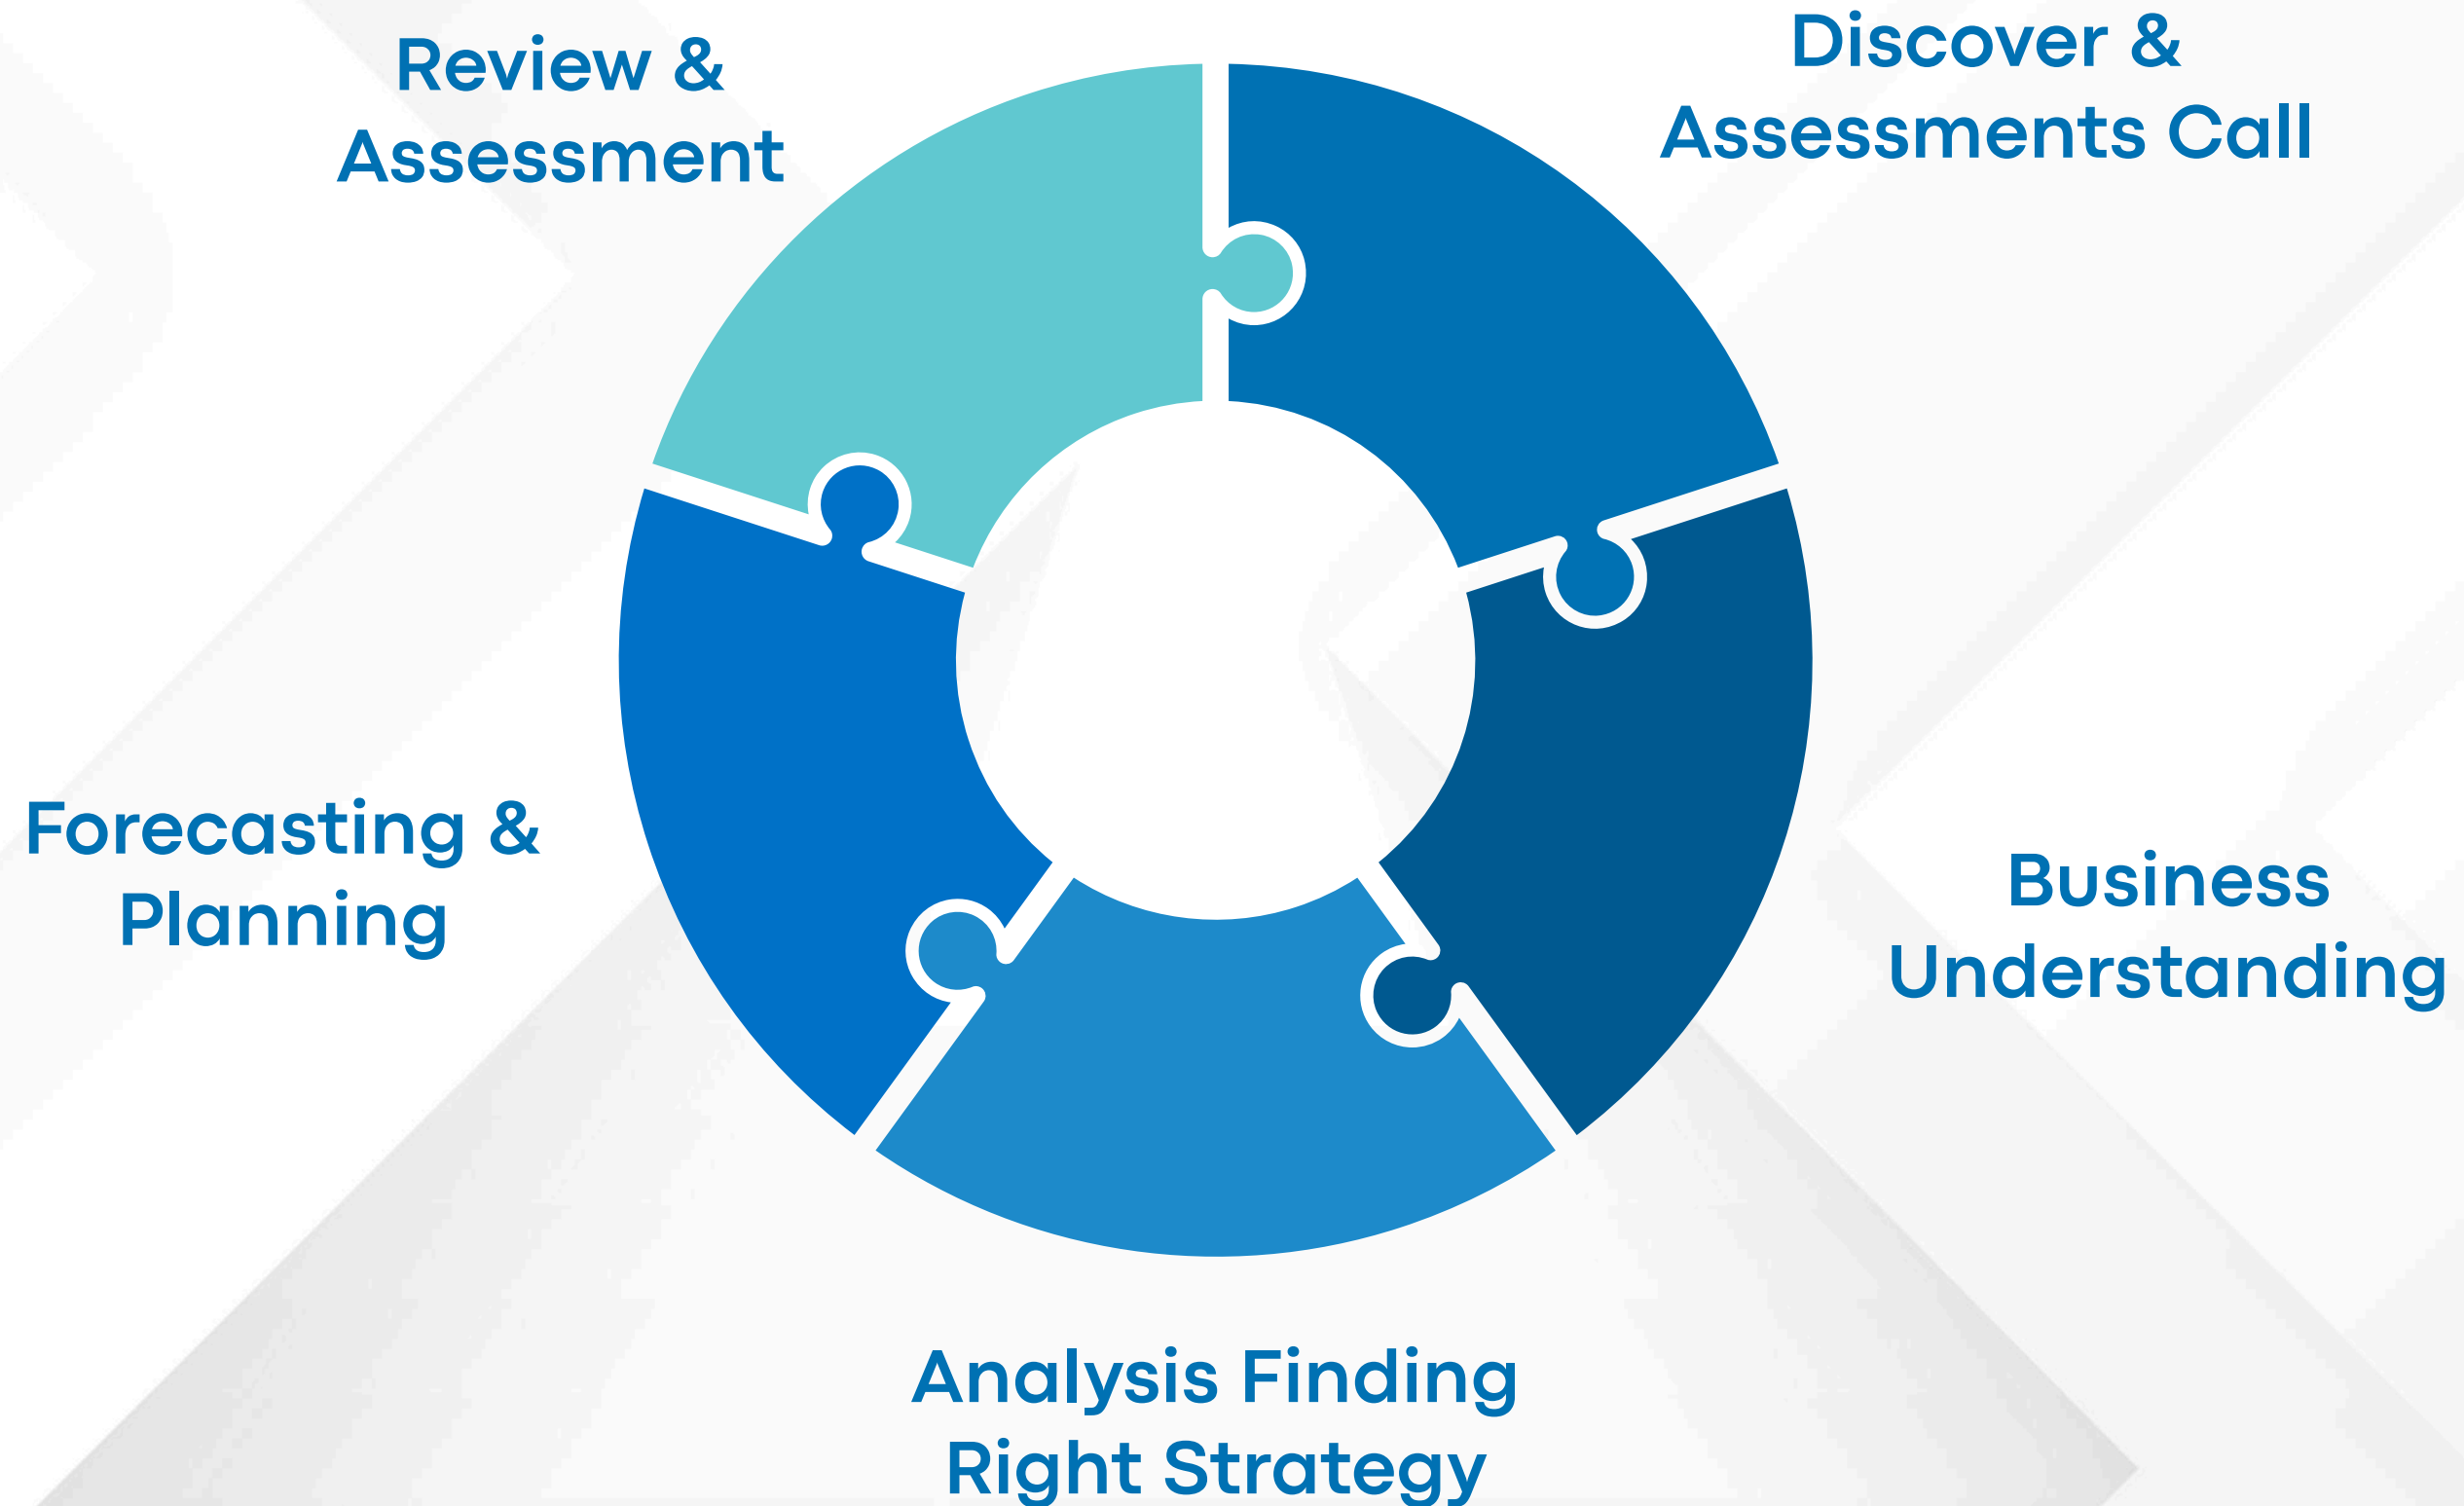 Review &
Assessment
Discover &
Assessments Call
Forecasting &
Planning
Business
Understanding
Analysis Finding
Right Strategy